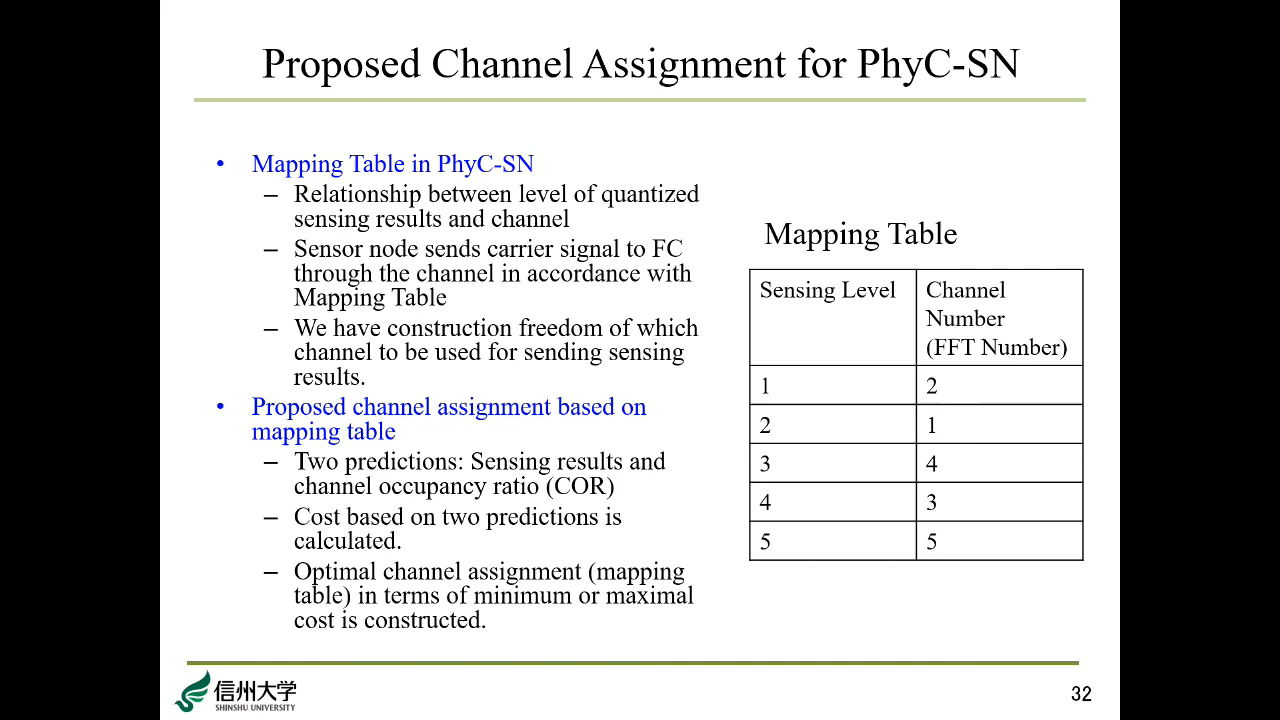 Proposed Channel Assignment for PhyC-SN
• Mapping Table in PhyC-SN
– Relationship between level of quantized
sensing results and channel
– Sensor node sends carrier signal to FC
through the channel in accordance with
Mapping Table
– We have construction freedom of which
channel to be used for sending sensing
results.
• Proposed channel assignment based on
mapping table
– Two predictions: Sensing results and
channel occupancy ratio (COR)
– Cost based on two predictions is
calculated.
– Optimal channel assignment (mapping
table) in terms of minimum or maximal
cost is constructed.
Mapping Table
Sensing Level
Channel
Number
(FFT Number)
1 2
2 1
3 4
4 3
5 5
信州大学
SHINSHU UNIVERSITY
32